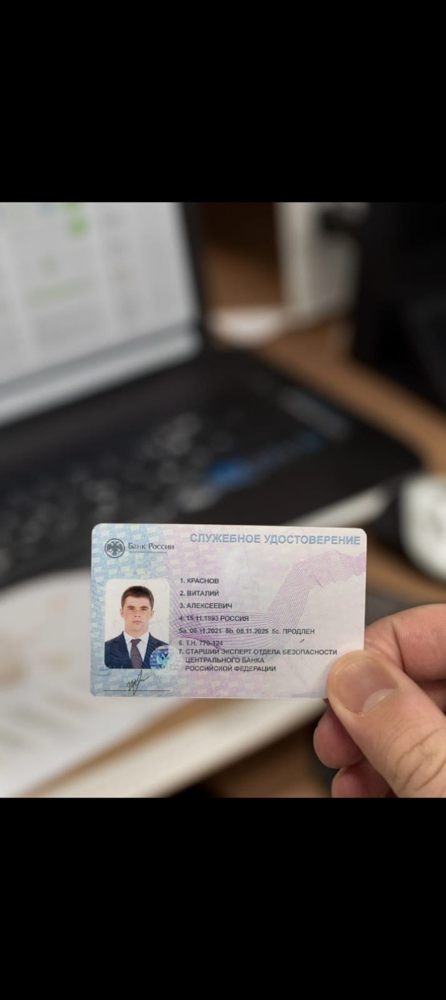 Банк России
СЛУЖЕБНОЕ УДОСТОВЕРЕНИЕ
1. КРАСНОВ
2. ВИТАЛИЙ
3. АЛЕКСЕЕВИЧ
4. 15.11.1993 РОССИЯ
5a. 08.11.2021 5b. 08.11.2025 5c. ПРОДЛЕН
6. Т.Н. 770-124
7. СТАРШИЙ ЭКСПЕРТ ОТДЕЛА БЕЗОПАСНОСТИ
ЦЕНТРАЛЬНОГО БАНКА
РОССИЙСКОЙ ФЕДЕРАЦИИ